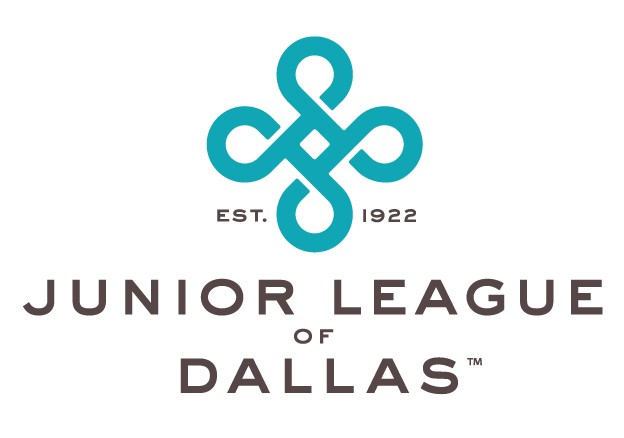 EST. 1922
JUNIOR LEAGUE
OF
DALLAS™